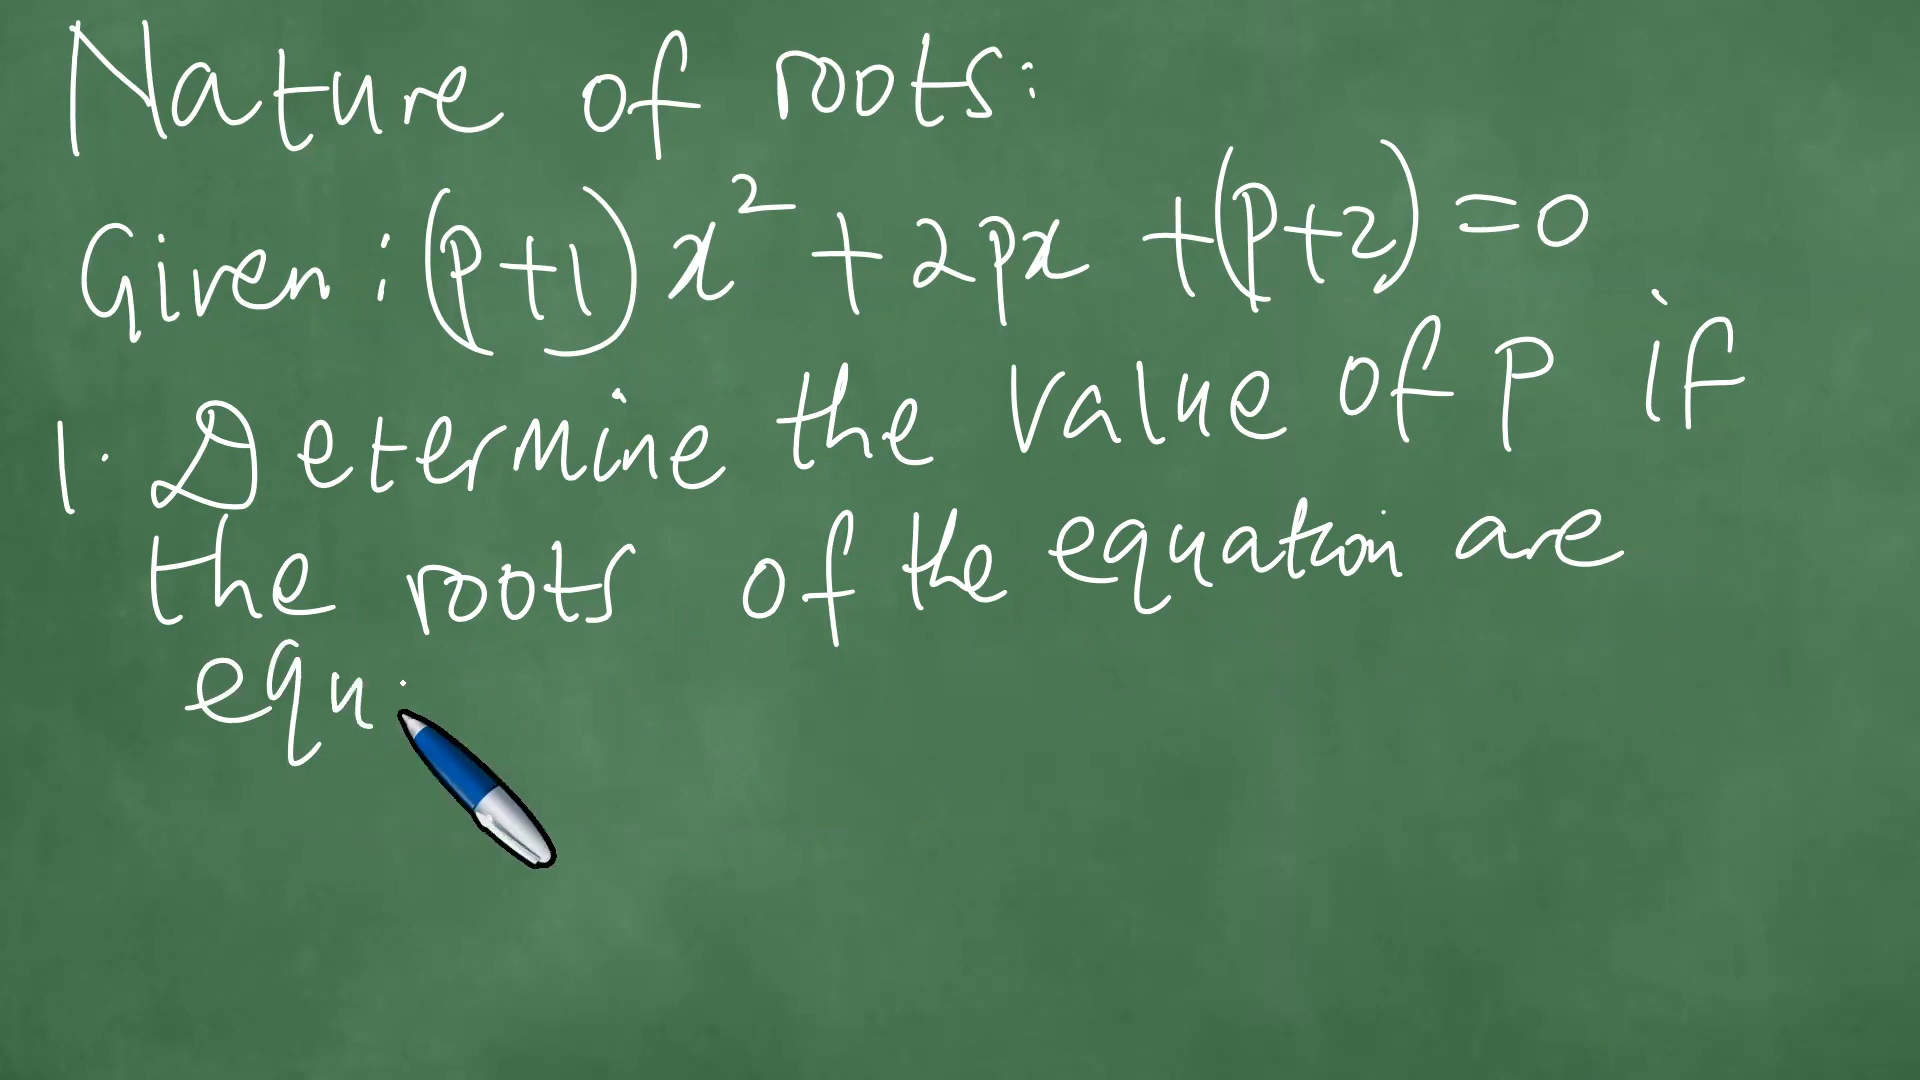 Nature of roots:
Given: (p+1)x² + 2px +(p+2) =0
1. Determine the value of P if
the roots of the equation are
equ